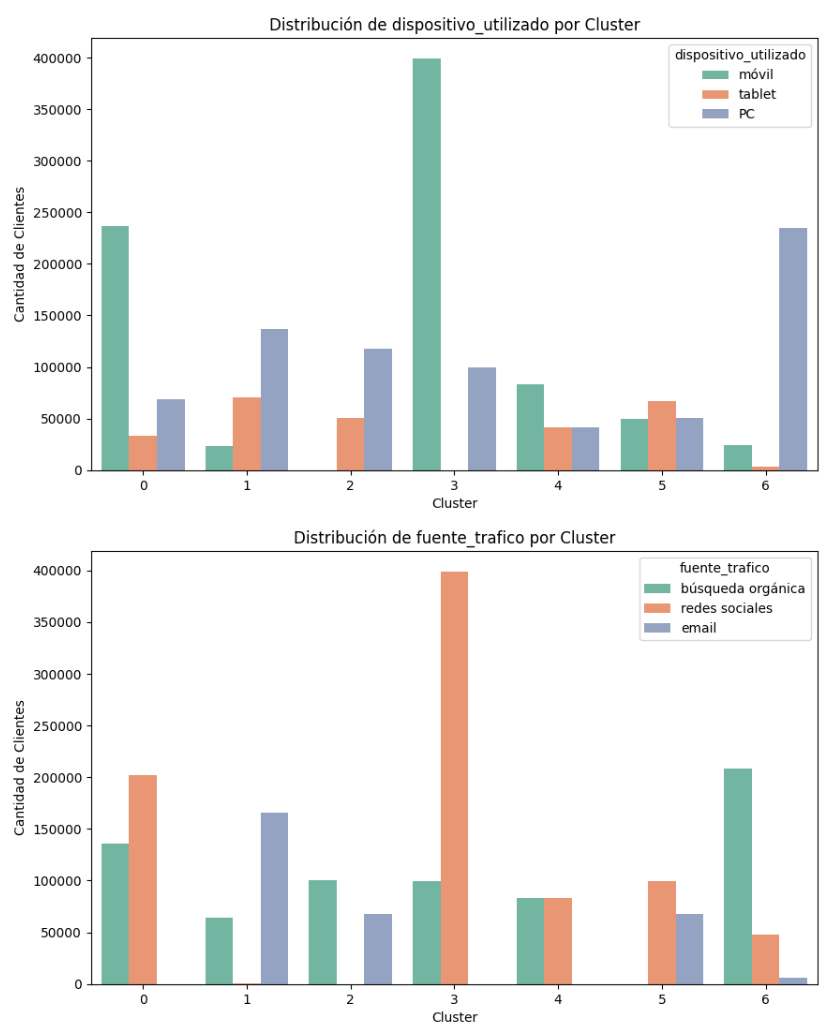 Distribución de dispositivo_utilizado por Cluster
dispositivo_utilizado
móvil
tablet
PC
400000
350000
300000
250000
200000
150000
100000
50000
0
Cantidad de Clientes
0 1 2 3 4 5 6
Cluster
Distribución de fuente_trafico por Cluster
fuente_trafico
búsqueda orgánica
redes sociales
email
400000
350000
300000
250000
200000
150000
100000
50000
0
Cantidad de Clientes
0 1 2 3 4 5 6
Cluster